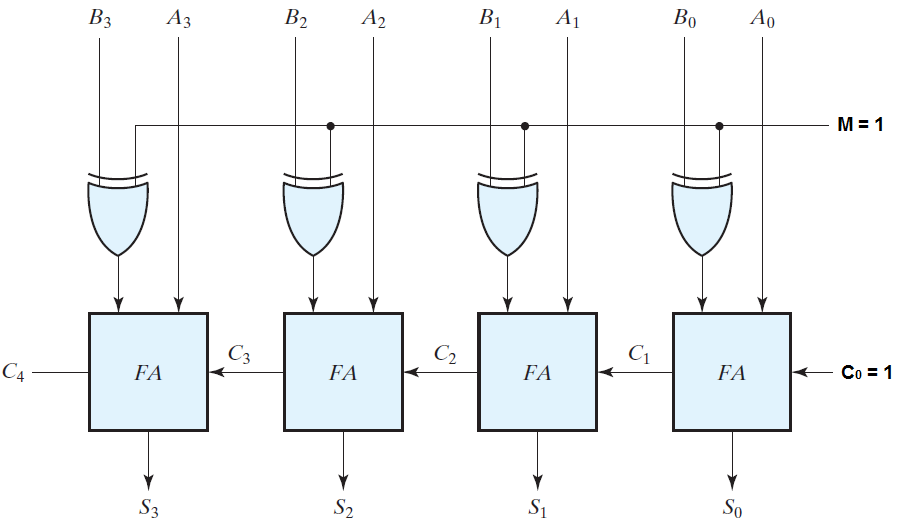 B₃ A₃ B₂ A₂ B₁ A₁ B₀ A₀
M = 1
C₃ C₂ C₁
C₄ FA FA FA FA C₀ = 1
S₃ S₂ S₁ S₀